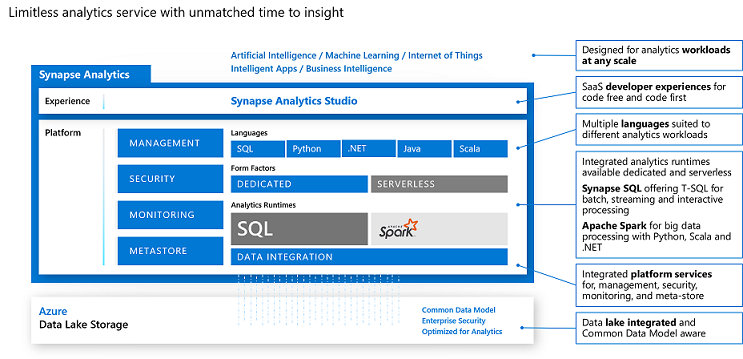 Limitless analytics service with unmatched time to insight
Artificial Intelligence / Machine Learning / Internet of Things
Intelligent Apps / Business Intelligence
Synapse Analytics
Experience
Synapse Analytics Studio
Platform
MANAGEMENT
SECURITY
MONITORING
METASTORE
Languages
SQL
Python
.NET
Java
Scala
Form Factors
DEDICATED
SERVERLESS
Analytics Runtimes
SQL
APACHE
Spark
DATA INTEGRATION
Azure
Data Lake Storage
Common Data Model
Enterprise Security
Optimized for Analytics
Designed for analytics workloads
at any scale
SaaS developer experiences for
code free and code first
Multiple languages suited to
different analytics workloads
Integrated analytics runtimes
available dedicated and serverless
Synapse SQL offering T-SQL for
batch, streaming and interactive
processing
Apache Spark for big data
processing with Python, Scala and
.NET
Integrated platform services
for, management, security,
monitoring, and meta-store
Data lake integrated and
Common Data Model aware